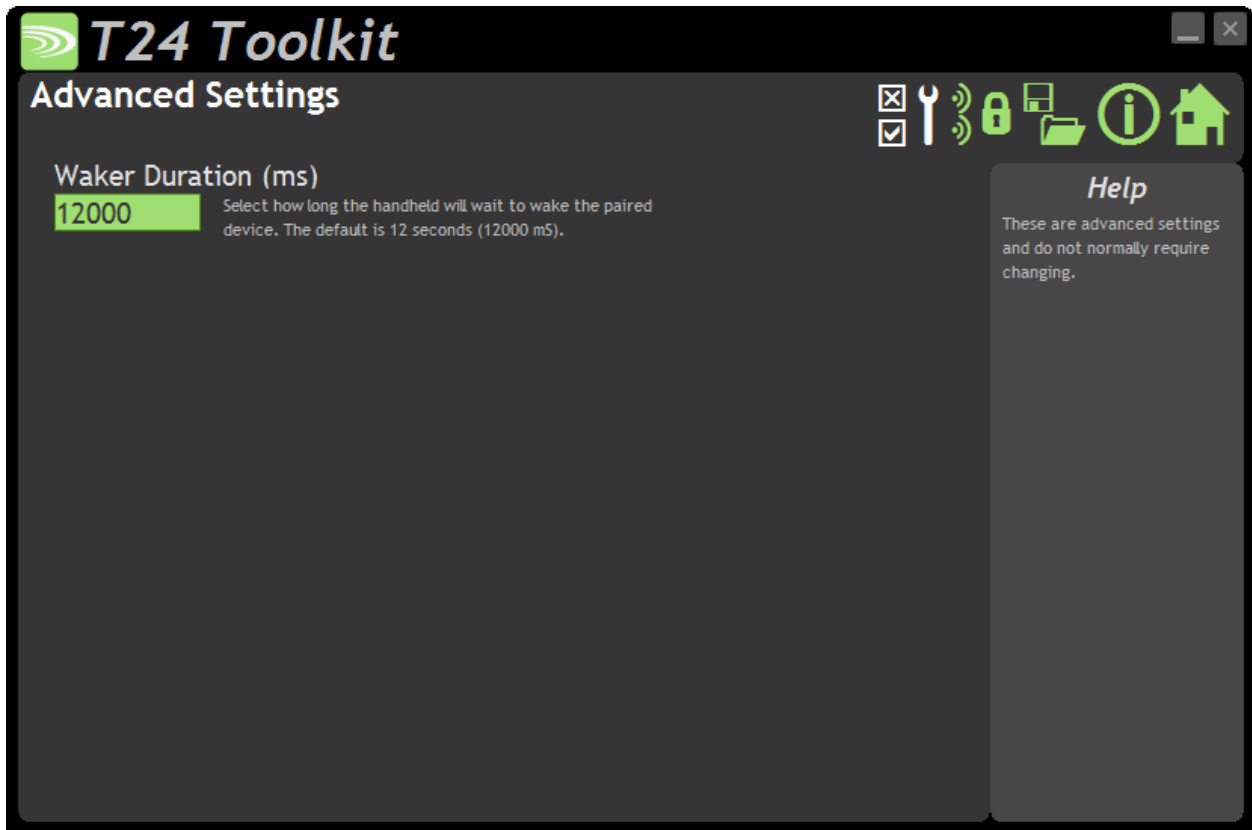 T24 Toolkit
Advanced Settings
Waker Duration (ms)
12000
Select how long the handheld will wait to wake the paired
device. The default is 12 seconds (12000 mS).
Help
These are advanced settings
and do not normally require
changing.